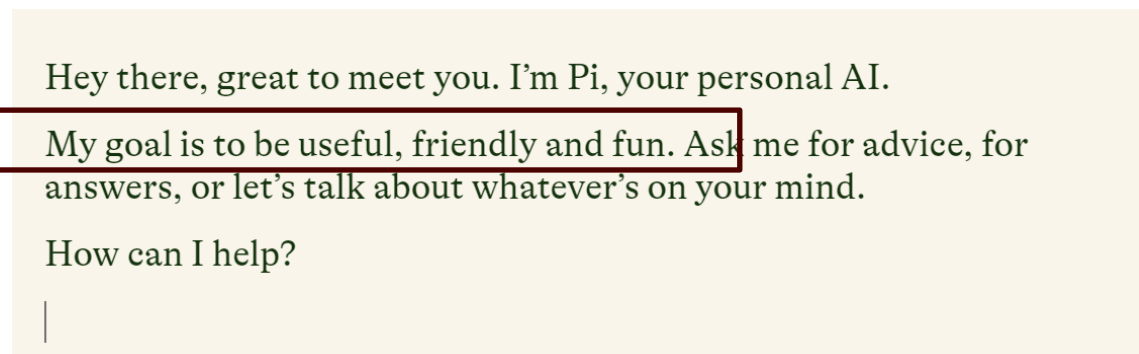 Hey there, great to meet you. I’m Pi, your personal AI.
My goal is to be useful, friendly and fun. Ask me for advice, for
answers, or let’s talk about whatever’s on your mind.
How can I help?